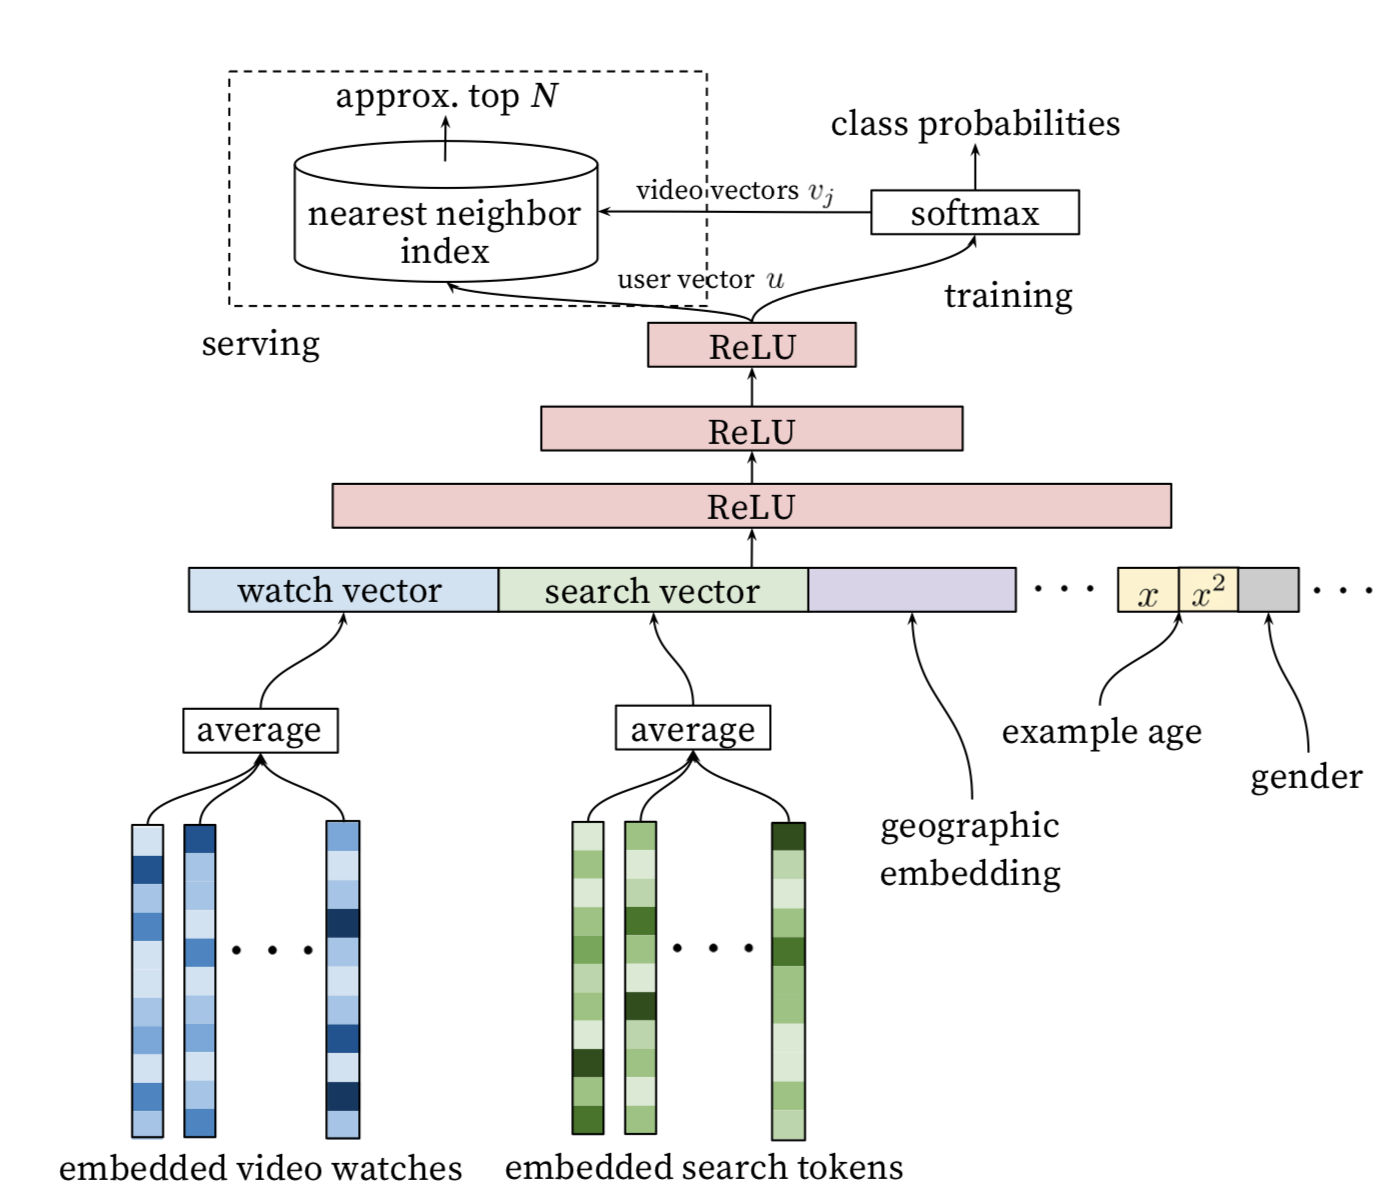 approx. top N
class probabilities
video vectors v_j
nearest neighbor
index
softmax
user vector u
training
serving
ReLU
ReLU
ReLU
watch vector
search vector
...
x
x²
...
average
average
example age
gender
geographic
embedding
...
...
embedded video watches
embedded search tokens